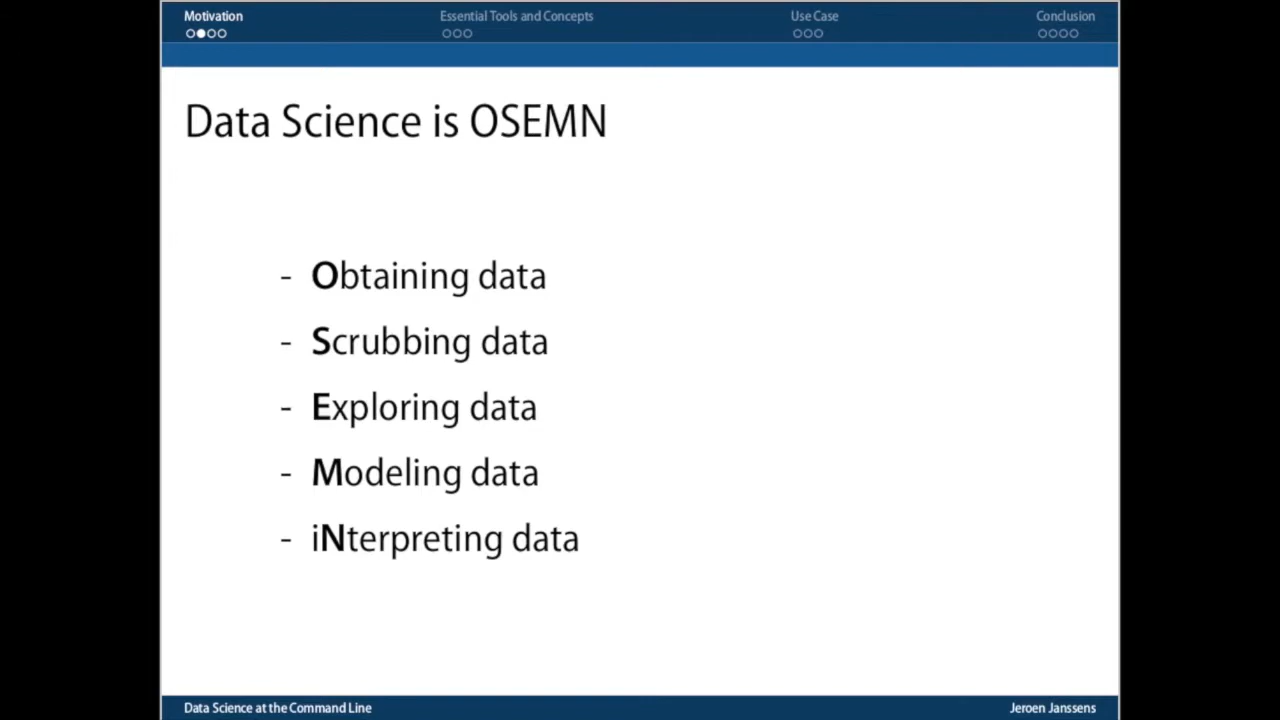 Motivation
Essential Tools and Concepts
Use Case
Conclusion
Data Science is OSEMN
- Obtaining data
- Scrubbing data
- Exploring data
- Modeling data
- iNterpreting data
Data Science at the Command Line
Jeroen Janssens